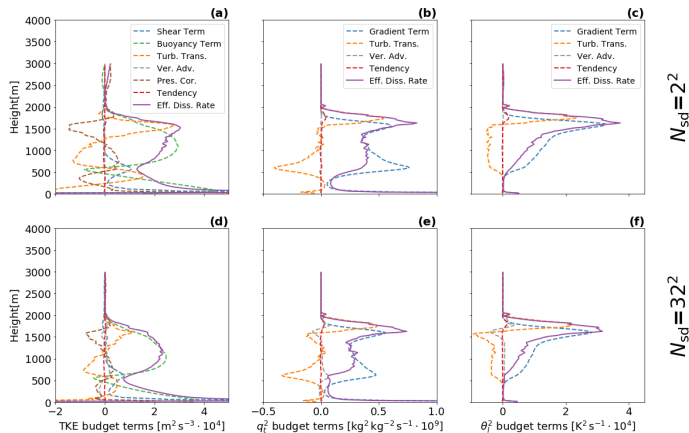 (a)
(b)
(c)
4000
3500
3000
2500
2000
1500
1000
500
0
Height[m]
Shear Term
Buoyancy Term
Turb. Trans.
Ver. Adv.
Pres. Cor.
Tendency
Eff. Diss. Rate
Gradient Term
Turb. Trans.
Ver. Adv.
Tendency
Eff. Diss. Rate
Gradient Term
Turb. Trans.
Ver. Adv.
Tendency
Eff. Diss. Rate
N_sd=2²
(d)
(e)
(f)
4000
3500
3000
2500
2000
1500
1000
500
0
Height[m]
N_sd=32²
−2 0 2 4
−0.5 0.0 0.5 1.0
0 2 4
TKE budget terms [m² s⁻³ · 10⁴]
q_t² budget terms [kg² kg⁻² s⁻¹ · 10⁹]
θ_l² budget terms [K² s⁻¹ · 10⁴]